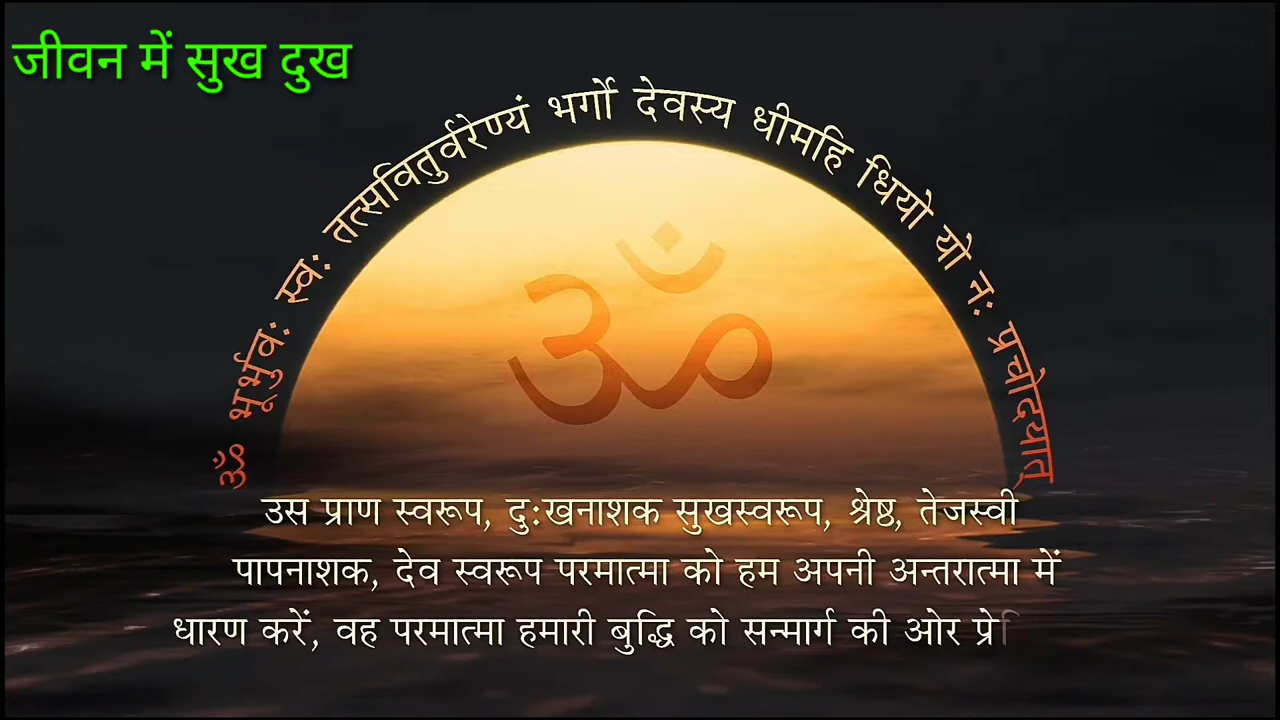 जीवन में सुख दुख
ॐ भूर्भुवः स्वः तत्सवितुर्वरेण्यं भर्गो देवस्य धीमहि धियो यो नः प्रचोदयात्
ॐ
उस प्राण स्वरूप, दुःखनाशक सुखस्वरूप, श्रेष्ठ, तेजस्वी
पापनाशक, देव स्वरूप परमात्मा को हम अपनी अन्तरात्मा में
धारण करें, वह परमात्मा हमारी बुद्धि को सन्मार्ग की ओर